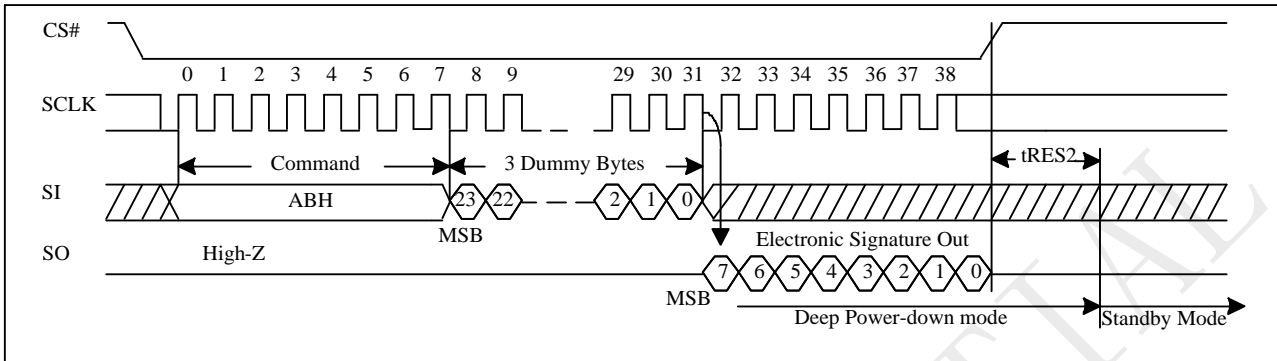 CS#
0 1 2 3 4 5 6 7 8 9 29 30 31 32 33 34 35 36 37 38
SCLK
Command 3 Dummy Bytes tRES2
SI ABH 23 22 2 1 0
MSB
SO High-Z Electronic Signature Out
7 6 5 4 3 2 1 0
MSB
Deep Power-down mode Standby Mode
TIAL